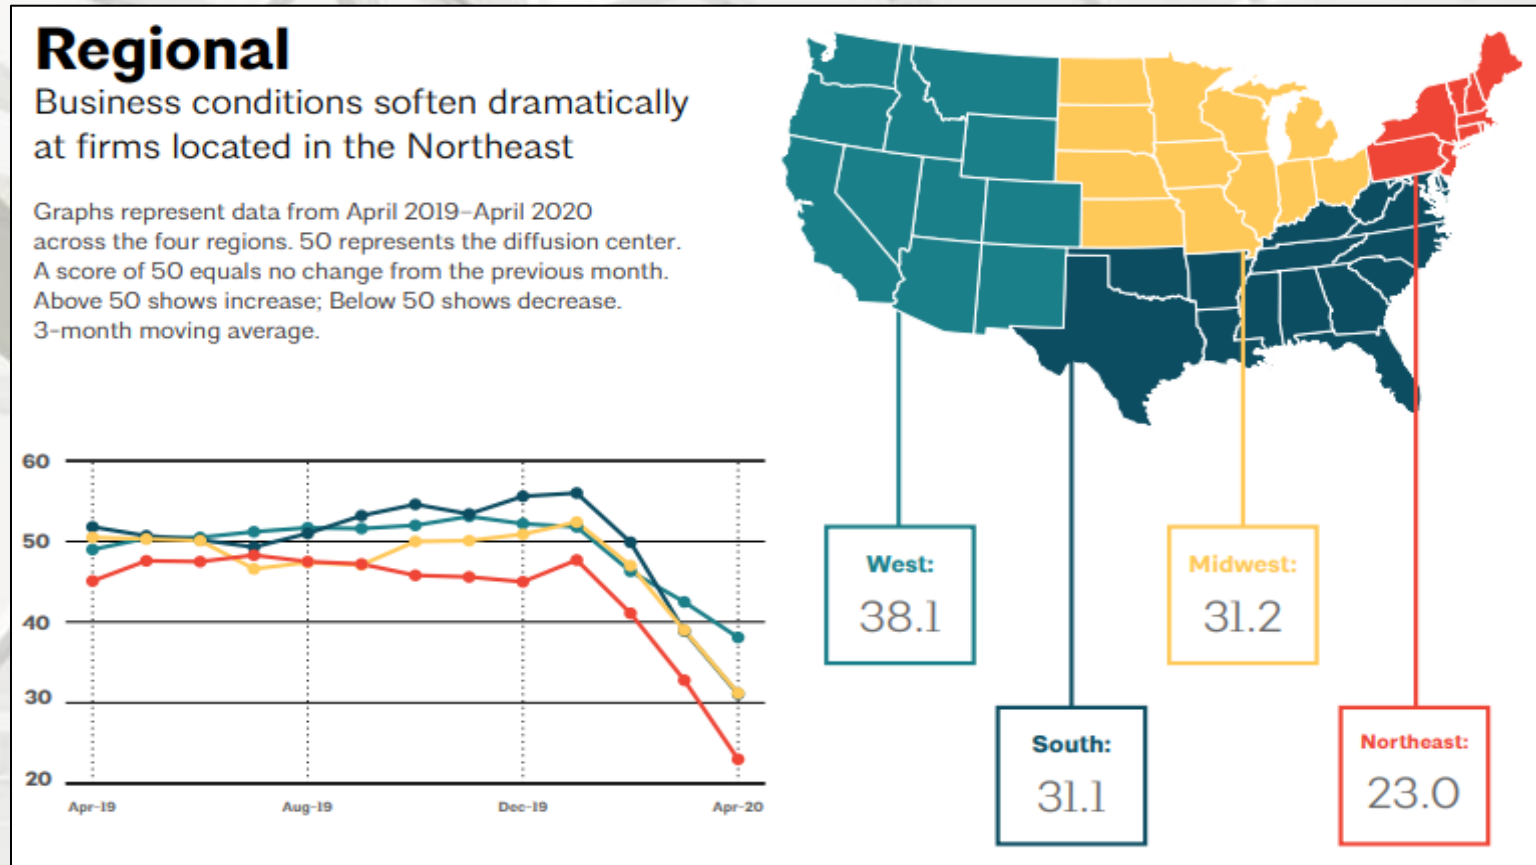 Regional
Business conditions soften dramatically
at firms located in the Northeast
Graphs represent data from April 2019–April 2020
across the four regions. 50 represents the diffusion center.
A score of 50 equals no change from the previous month.
Above 50 shows increase; Below 50 shows decrease.
3-month moving average.
60
50
40
30
20
Apr-19
Aug-19
Dec-19
Apr-20
West:
38.1
Midwest:
31.2
South:
31.1
Northeast:
23.0